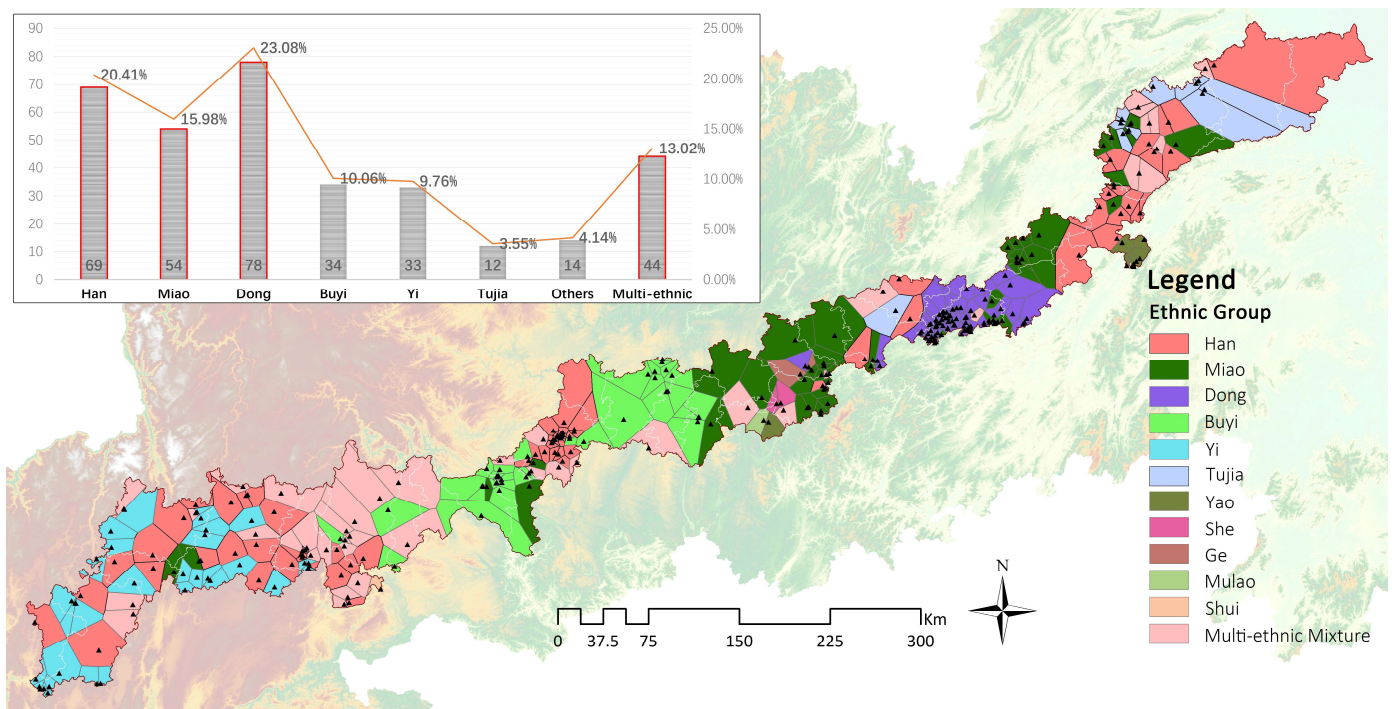 90
80
70
60
50
40
30
20
10
0
25.00%
20.00%
15.00%
10.00%
5.00%
0.00%
20.41%
15.98%
23.08%
10.06%
9.76%
3.55%
4.14%
13.02%
69
54
78
34
33
12
14
44
Han Miao Dong Buyi Yi Tujia Others Multi-ethnic
Legend
Ethnic Group
Han
Miao
Dong
Buyi
Yi
Tujia
Yao
She
Ge
Mulao
Shui
Multi-ethnic Mixture
N
Km
0 37.5 75 150 225 300